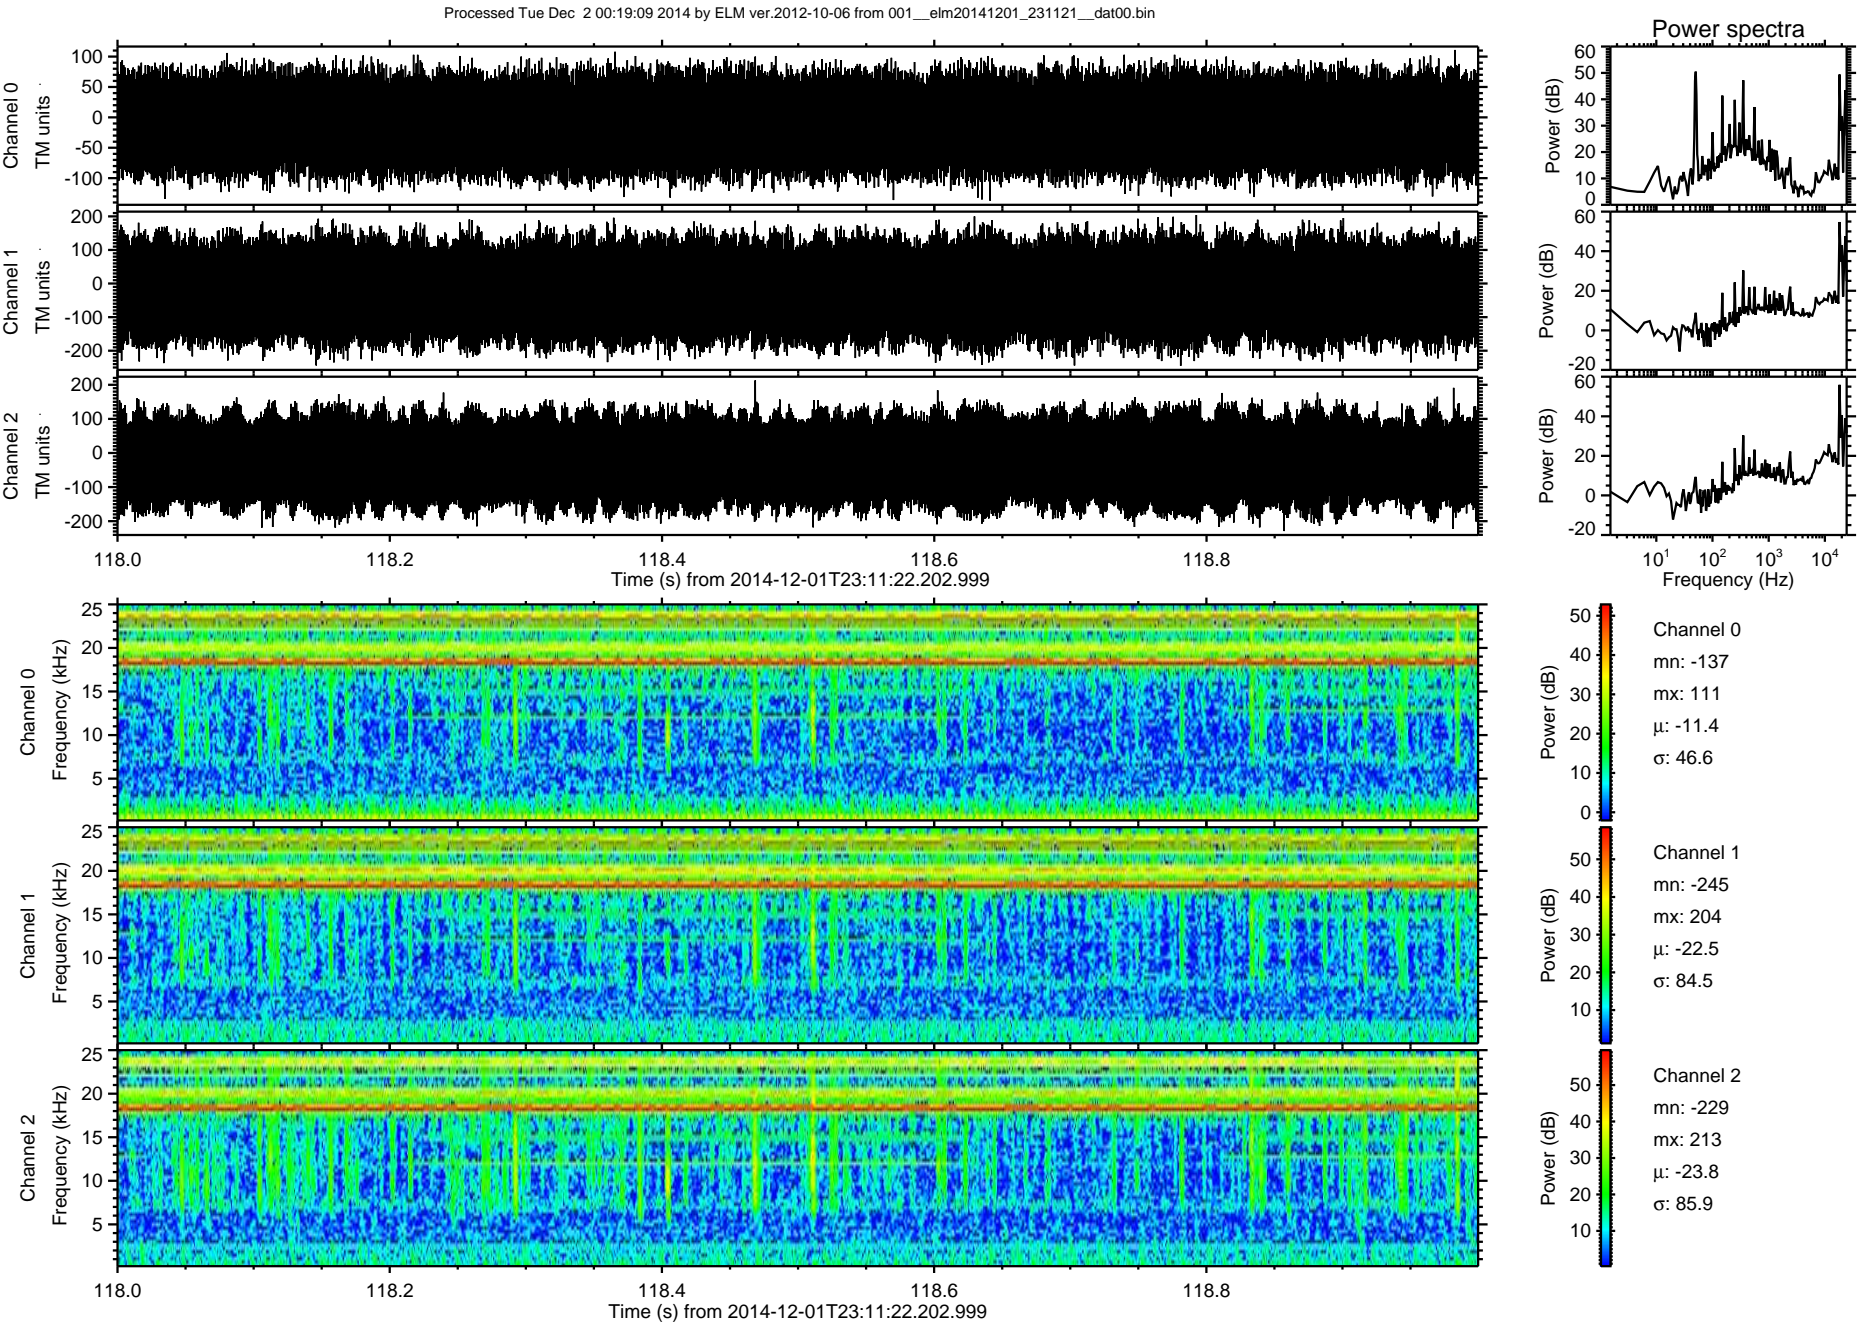 Processed Tue Dec  2 00:19:09 2014 by ELM ver.2012-10-06 from 001__elm20141201_231121__dat00.bin
Power spectra
Channel 0
TM units
100
50
0
-50
-100
Power (dB)
60
50
40
30
20
10
0
Channel 1
TM units
200
100
0
-100
-200
Power (dB)
60
40
20
0
-20
Channel 2
TM units
200
100
0
-100
-200
Power (dB)
60
40
20
0
-20
118.0 118.2 118.4 118.6 118.8
Time (s) from 2014-12-01T23:11:22.202.999
10^1 10^2 10^3 10^4
Frequency (Hz)
Channel 0
Frequency (kHz)
25
20
15
10
5
Power (dB)
50
40
30
20
10
0
Channel 0
mn: -137
mx: 111
μ: -11.4
σ: 46.6
Channel 1
Frequency (kHz)
25
20
15
10
5
Power (dB)
50
40
30
20
10
Channel 1
mn: -245
mx: 204
μ: -22.5
σ: 84.5
Channel 2
Frequency (kHz)
25
20
15
10
5
Power (dB)
50
40
30
20
10
Channel 2
mn: -229
mx: 213
μ: -23.8
σ: 85.9
118.0 118.2 118.4 118.6 118.8
Time (s) from 2014-12-01T23:11:22.202.999